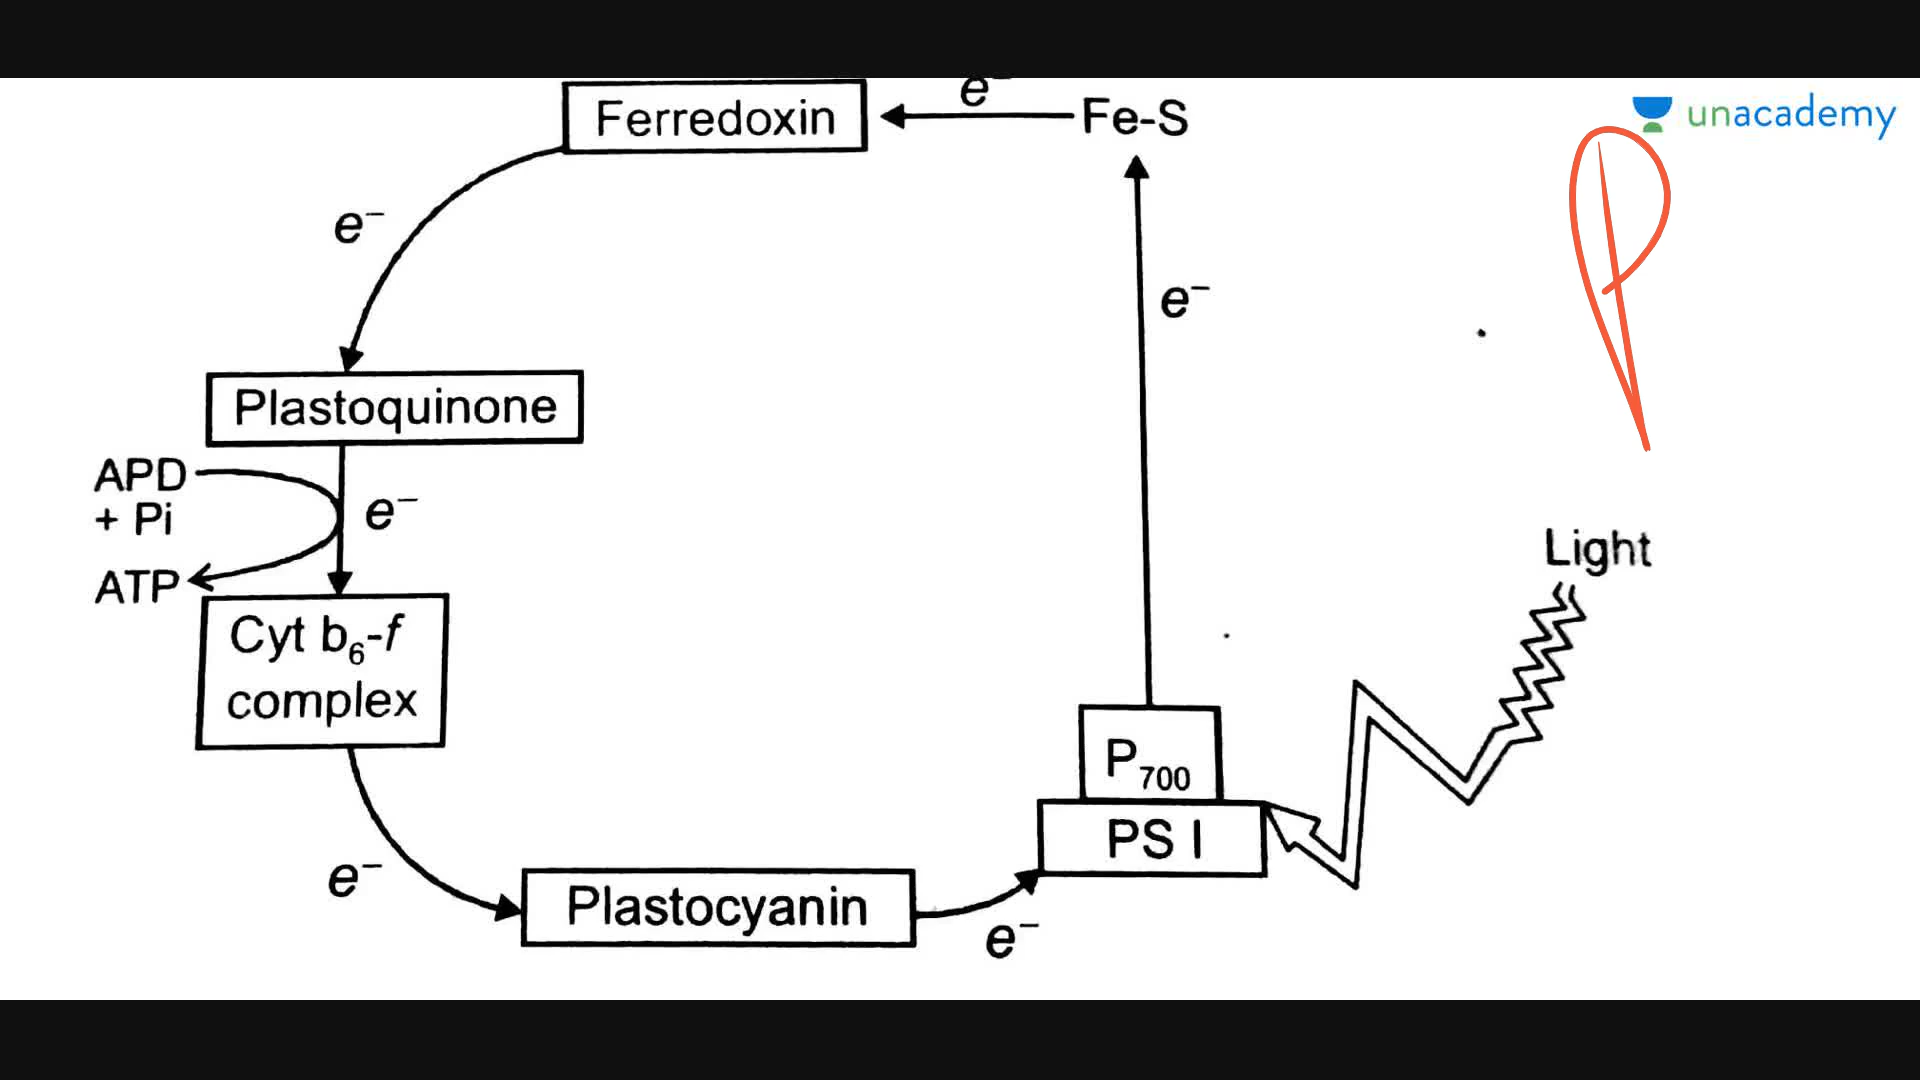 unacademy
e⁻
Ferredoxin
Fe-S
e⁻
e⁻
Plastoquinone
APD
+ Pi
e⁻
ATP
Light
Cyt b₆-f
complex
P₇₀₀
PS I
e⁻
Plastocyanin
e⁻